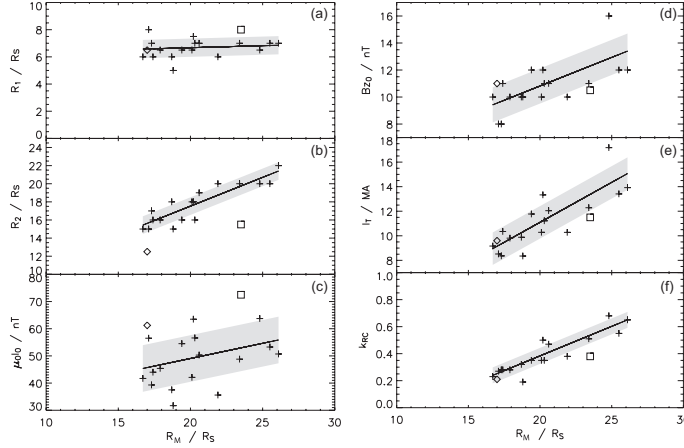 (a)
R1 / Rs
10
8
6
4
2
0
(b)
R2 / Rs
24
22
20
18
16
14
12
10
(c)
μoI0 / nT
70
60
50
40
30
10 15 20 25 30
RM / RS
(d)
Bz0 / nT
16
14
12
10
8
(e)
IT / MA
18
16
14
12
10
8
6
(f)
kRC
1.0
0.8
0.6
0.4
0.2
0.0
10 15 20 25 30
RM / RS